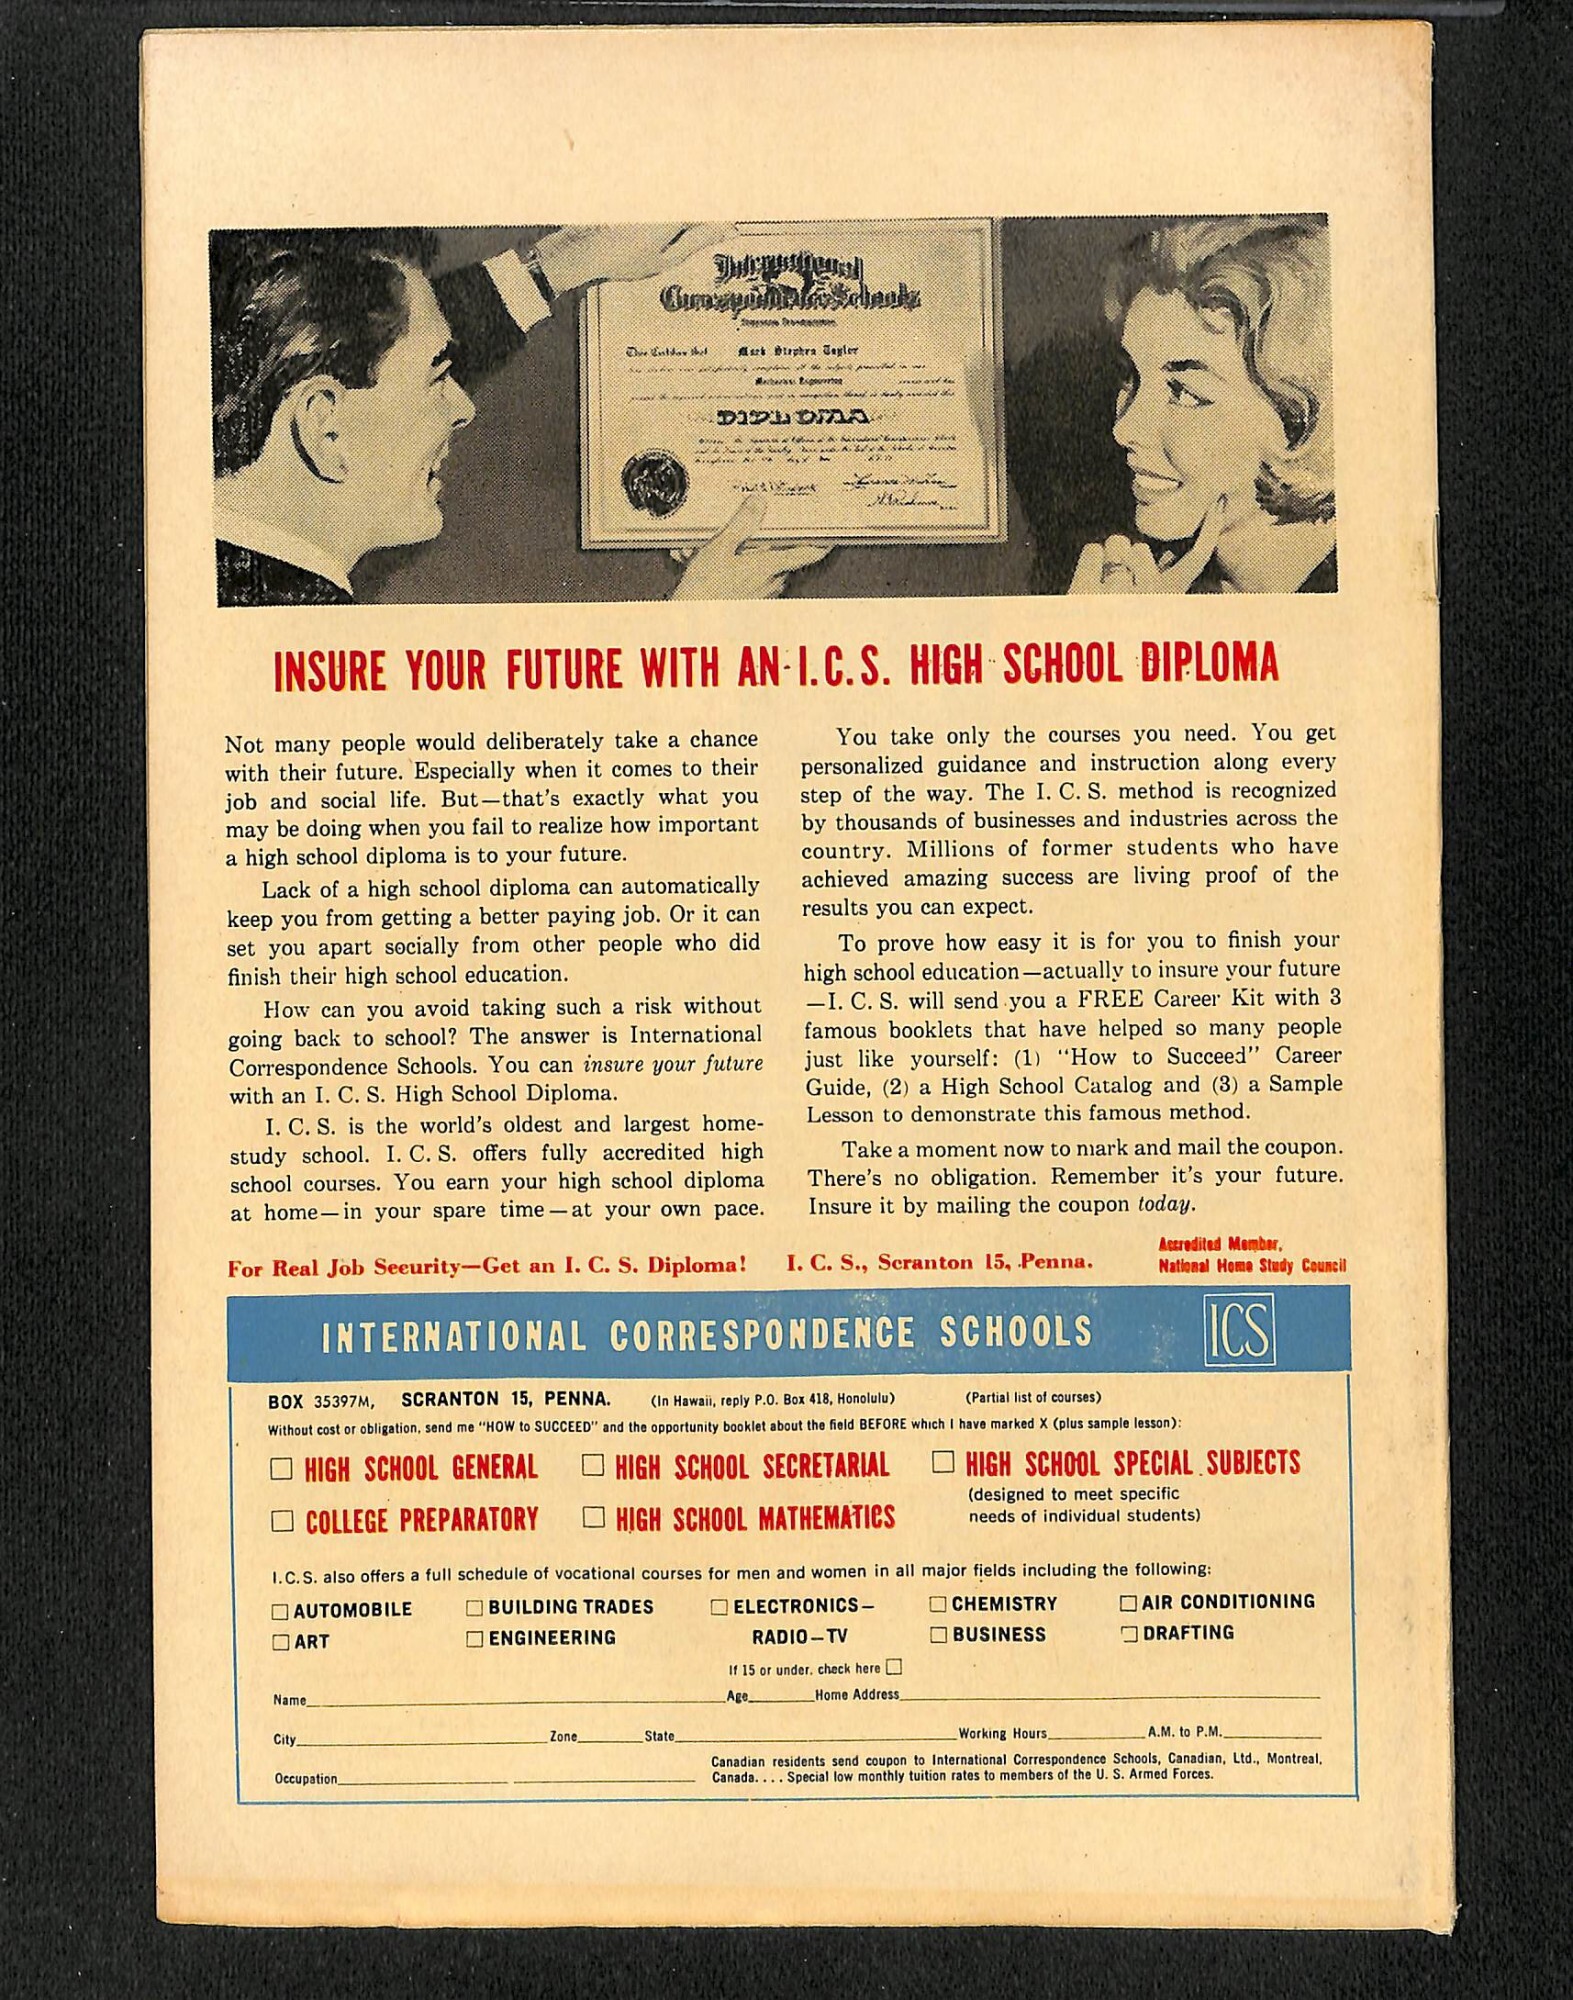 International
Correspondence Schools
This Certifies that Mark Stephen Taylor
Mechanical Engineering
DIPLOMA
INSURE YOUR FUTURE WITH AN I.C.S. HIGH SCHOOL DIPLOMA
Not many people would deliberately take a chance
with their future. Especially when it comes to their
job and social life. But—that's exactly what you
may be doing when you fail to realize how important
a high school diploma is to your future.
Lack of a high school diploma can automatically
keep you from getting a better paying job. Or it can
set you apart socially from other people who did
finish their high school education.
How can you avoid taking such a risk without
going back to school? The answer is International
Correspondence Schools. You can insure your future
with an I. C. S. High School Diploma.
I. C. S. is the world's oldest and largest home-
study school. I. C. S. offers fully accredited high
school courses. You earn your high school diploma
at home—in your spare time—at your own pace.
You take only the courses you need. You get
personalized guidance and instruction along every
step of the way. The I. C. S. method is recognized
by thousands of businesses and industries across the
country. Millions of former students who have
achieved amazing success are living proof of the
results you can expect.
To prove how easy it is for you to finish your
high school education—actually to insure your future
—I. C. S. will send you a FREE Career Kit with 3
famous booklets that have helped so many people
just like yourself: (1) "How to Succeed" Career
Guide, (2) a High School Catalog and (3) a Sample
Lesson to demonstrate this famous method.
Take a moment now to mark and mail the coupon.
There's no obligation. Remember it's your future.
Insure it by mailing the coupon today.
For Real Job Security—Get an I. C. S. Diploma! I. C. S., Scranton 15, Penna.
Accredited Member,
National Home Study Council
INTERNATIONAL CORRESPONDENCE SCHOOLS ICS
BOX 35397M, SCRANTON 15, PENNA. (In Hawaii, reply P.O. Box 418, Honolulu) (Partial list of courses)
Without cost or obligation, send me "HOW to SUCCEED" and the opportunity booklet about the field BEFORE which I have marked X (plus sample lesson):
HIGH SCHOOL GENERAL HIGH SCHOOL SECRETARIAL HIGH SCHOOL SPECIAL SUBJECTS
(designed to meet specific
needs of individual students)
COLLEGE PREPARATORY HIGH SCHOOL MATHEMATICS
I.C.S. also offers a full schedule of vocational courses for men and women in all major fields including the following:
AUTOMOBILE BUILDING TRADES ELECTRONICS— CHEMISTRY AIR CONDITIONING
ART ENGINEERING RADIO—TV BUSINESS DRAFTING
If 15 or under, check here
Name Age Home Address
City Zone State Working Hours A.M. to P.M.
Occupation
Canadian residents send coupon to International Correspondence Schools, Canadian, Ltd., Montreal,
Canada. . . . Special low monthly tuition rates to members of the U. S. Armed Forces.